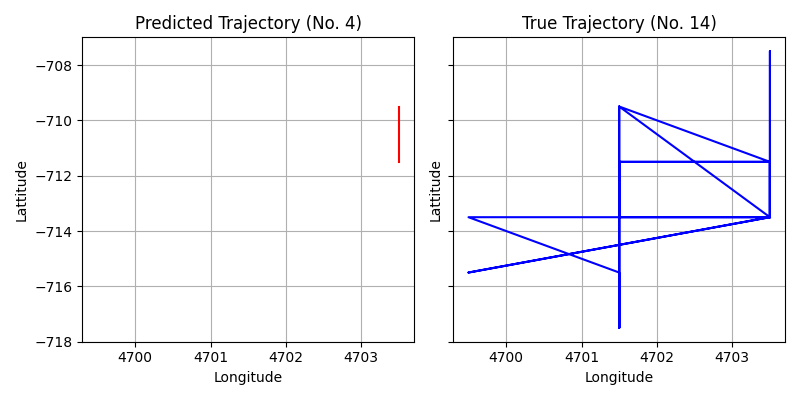 Predicted Trajectory (No. 4)
True Trajectory (No. 14)
−708
−710
−712
−714
−716
−718
Lattitude
4700
4701
4702
4703
Longitude
Lattitude
4700
4701
4702
4703
Longitude